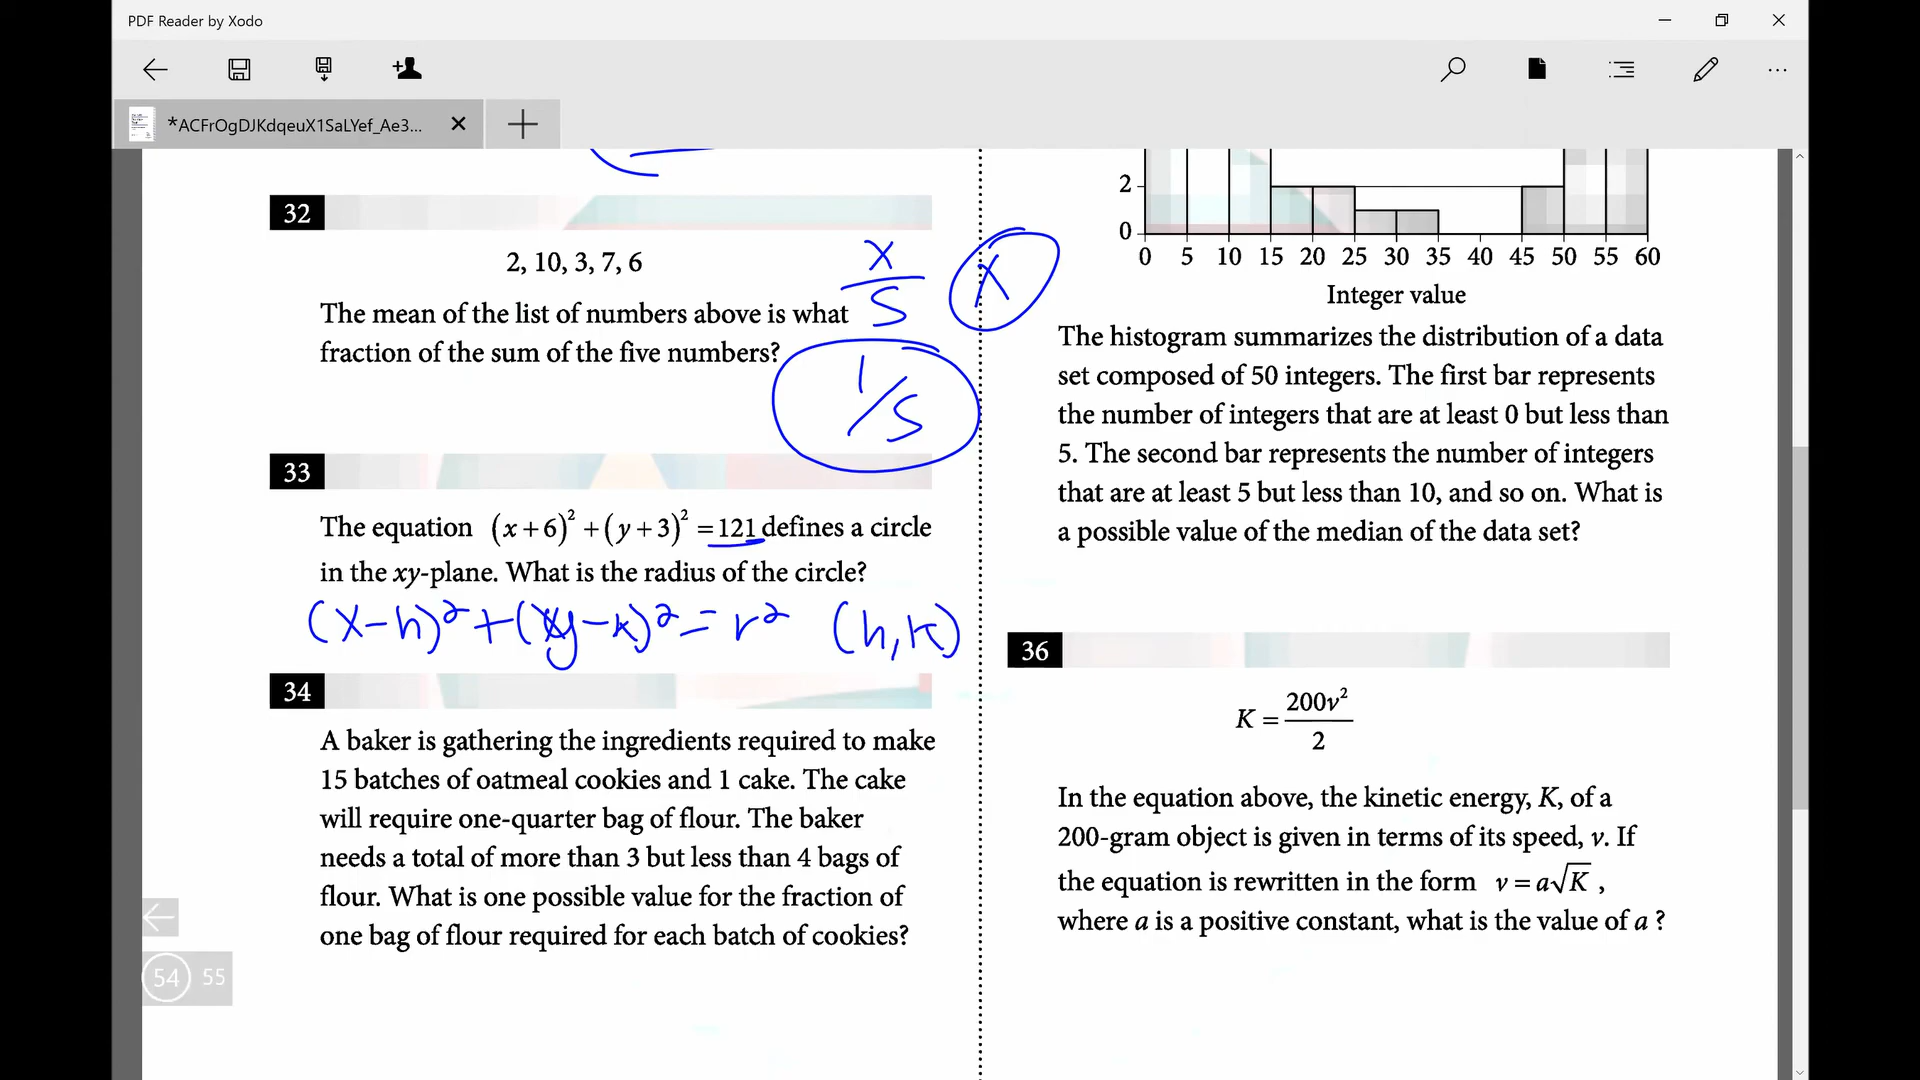 PDF Reader by Xodo
*ACFrOgDJKdqeuX1SaLYef_Ae3...
32
2, 10, 3, 7, 6
The mean of the list of numbers above is what
fraction of the sum of the five numbers?
x/5
x
1/5
33
The equation (x+6)² + (y+3)² = 121 defines a circle
in the xy-plane. What is the radius of the circle?
(x-h)² + (y-k)² = r² (h,k)
34
A baker is gathering the ingredients required to make
15 batches of oatmeal cookies and 1 cake. The cake
will require one-quarter bag of flour. The baker
needs a total of more than 3 but less than 4 bags of
flour. What is one possible value for the fraction of
one bag of flour required for each batch of cookies?
54 55
2
0
0 5 10 15 20 25 30 35 40 45 50 55 60
Integer value
The histogram summarizes the distribution of a data
set composed of 50 integers. The first bar represents
the number of integers that are at least 0 but less than
5. The second bar represents the number of integers
that are at least 5 but less than 10, and so on. What is
a possible value of the median of the data set?
36
K = 200v²/2
In the equation above, the kinetic energy, K, of a
200-gram object is given in terms of its speed, v. If
the equation is rewritten in the form v = a√K ,
where a is a positive constant, what is the value of a ?